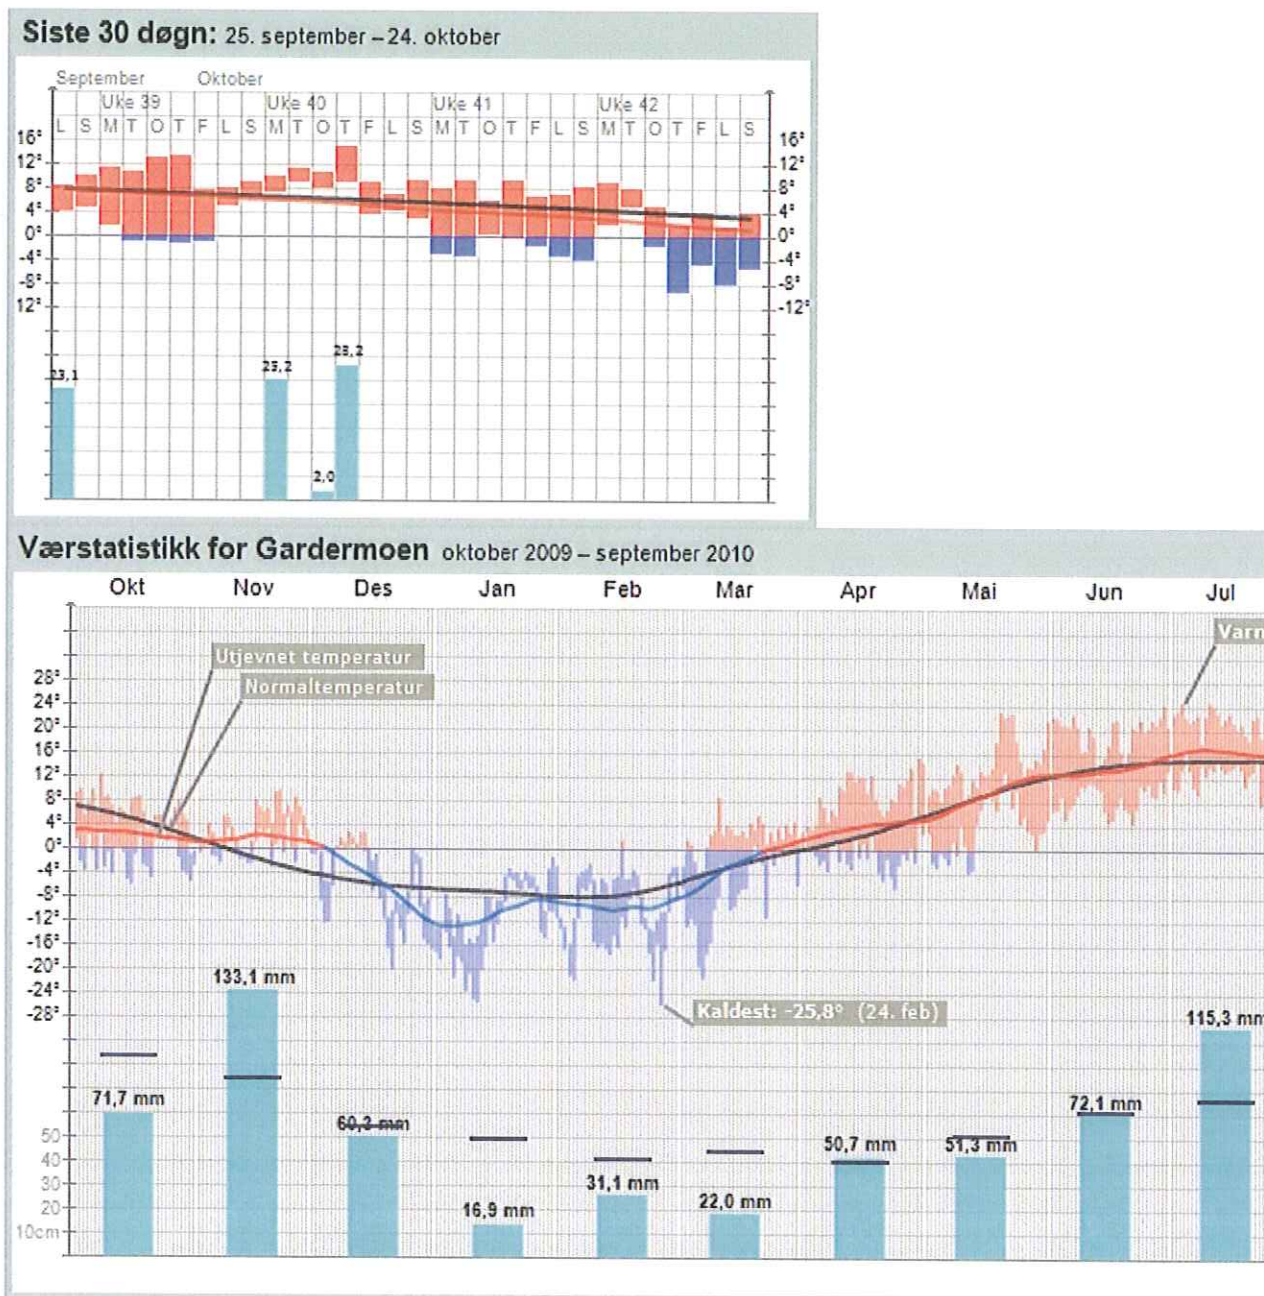 Siste 30 døgn: 25. september – 24. oktober
September Oktober
Uke 39 Uke 40 Uke 41 Uke 42
L S M T O T F L S M T O T F L S M T O T F L S M T O T F L S
16° 16°
12° 12°
8° 8°
4° 4°
0° 0°
-4° -4°
-8° -8°
12° -12°
28,2
25,2
23,1
2,0
Værstatistikk for Gardermoen oktober 2009 – september 2010
Okt Nov Des Jan Feb Mar Apr Mai Jun Jul
Varn
Utjevnet temperatur
Normaltemperatur
28°
24°
20°
16°
12°
8°
4°
0°
-4°
-8°
-12°
-16°
-20°
-24°
-28°
133,1 mm
Kaldest: -25,8° (24. feb)
115,3 mm
71,7 mm
72,1 mm
60,3 mm
50,7 mm
51,3 mm
31,1 mm
22,0 mm
16,9 mm
50
40
30
20
10cm